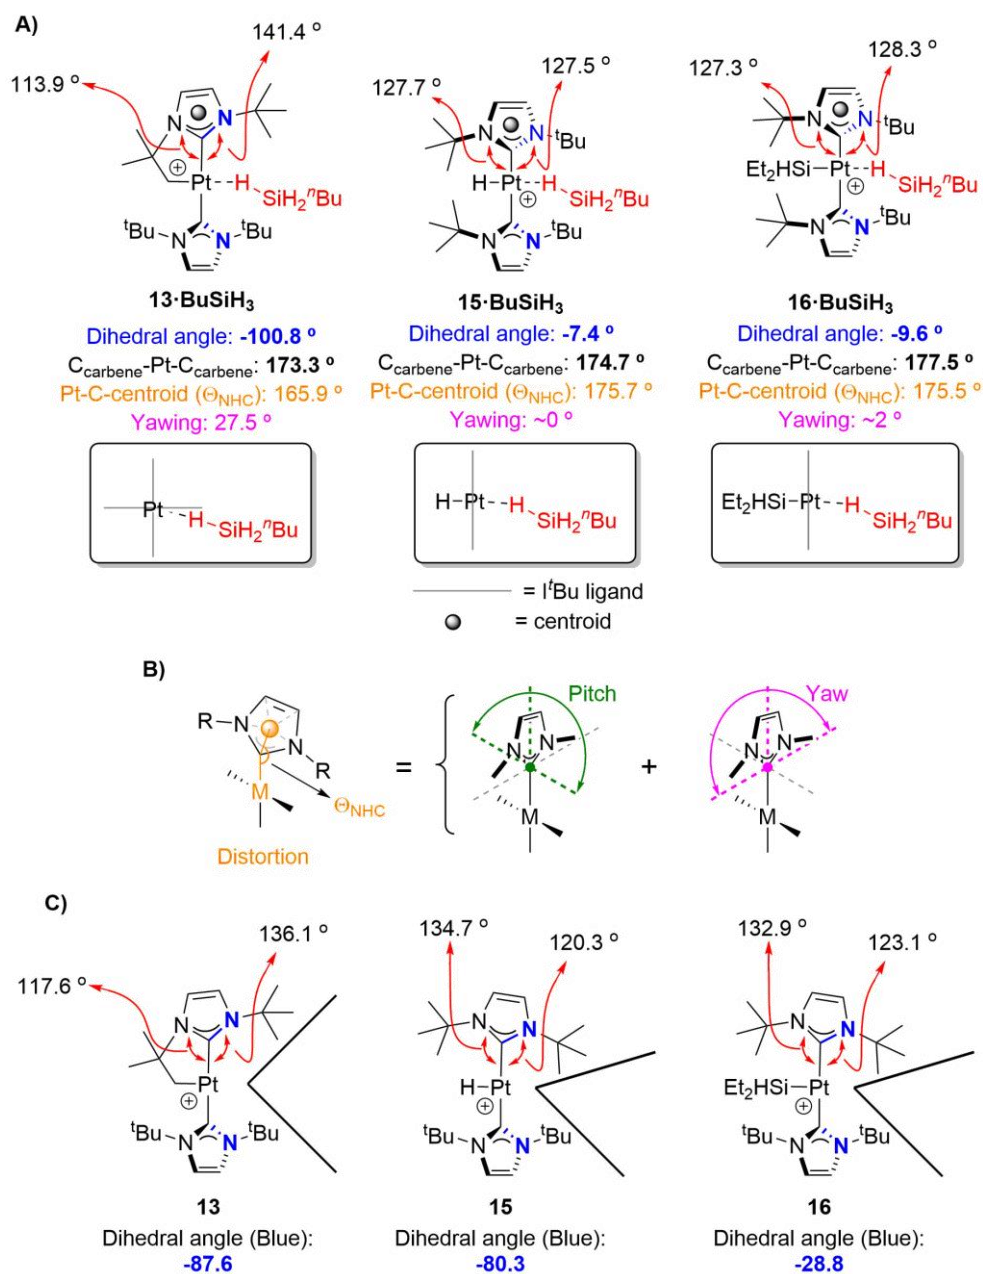 A)
113.9 º
141.4 º
N
N
⊕
Pt
H
SiH2nBu
tBu
N
N
tBu
13·BuSiH3
Dihedral angle: -100.8 º
Ccarbene-Pt-Ccarbene: 173.3 º
Pt-C-centroid (ΘNHC): 165.9 º
Yawing: 27.5 º
Pt
H
SiH2nBu
127.7 º
127.5 º
N
N
tBu
H
Pt
H
⊕
SiH2nBu
N
N
tBu
15·BuSiH3
Dihedral angle: -7.4 º
Ccarbene-Pt-Ccarbene: 174.7 º
Pt-C-centroid (ΘNHC): 175.7 º
Yawing: ~0 º
H
Pt
H
SiH2nBu
127.3 º
128.3 º
N
N
tBu
Et2HSi
Pt
H
⊕
SiH2nBu
N
N
tBu
16·BuSiH3
Dihedral angle: -9.6 º
Ccarbene-Pt-Ccarbene: 177.5 º
Pt-C-centroid (ΘNHC): 175.5 º
Yawing: ~2 º
Et2HSi
Pt
H
SiH2nBu
= ItBu ligand
= centroid
B)
R
N
N
R
M
ΘNHC
Distortion
=
Pitch
N
N
M
+
Yaw
N
N
M
C)
117.6 º
136.1 º
N
N
Pt
⊕
tBu
N
N
tBu
13
Dihedral angle (Blue):
-87.6
134.7 º
120.3 º
N
N
H
Pt
⊕
tBu
N
N
tBu
15
Dihedral angle (Blue):
-80.3
132.9 º
123.1 º
N
N
Et2HSi
Pt
⊕
tBu
N
N
tBu
16
Dihedral angle (Blue):
-28.8